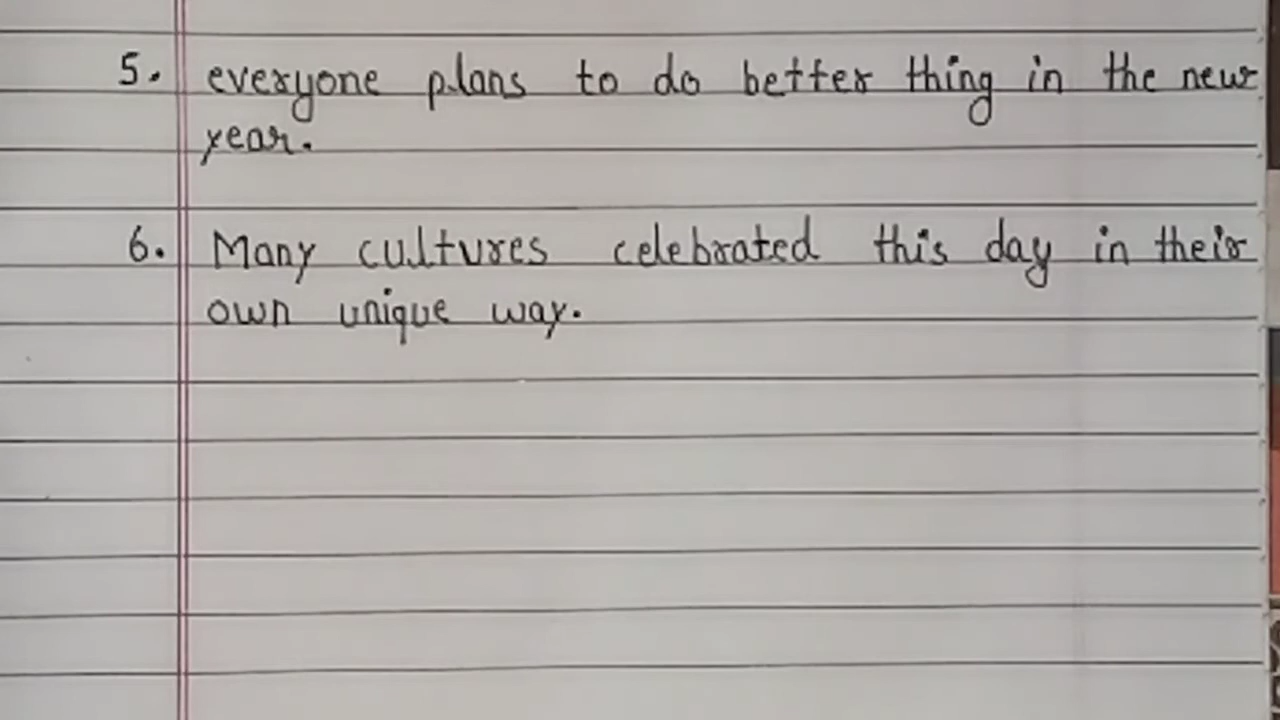 5. everyone plans to do better thing in the new
year.
6. Many cultures celebrated this day in their
own unique way.